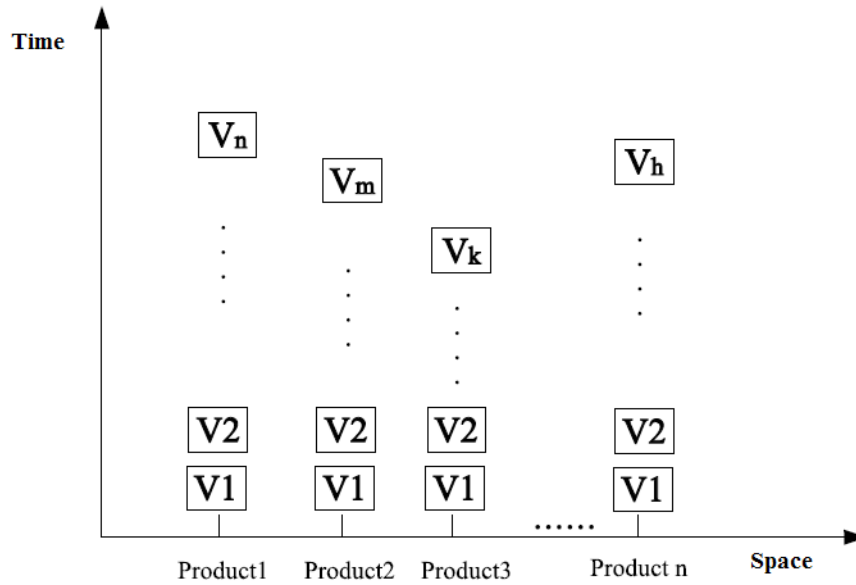 Time
Vn
Vm
Vh
Vk
V2 V2 V2 V2
V1 V1 V1 V1
......
Product1 Product2 Product3 Product n
Space